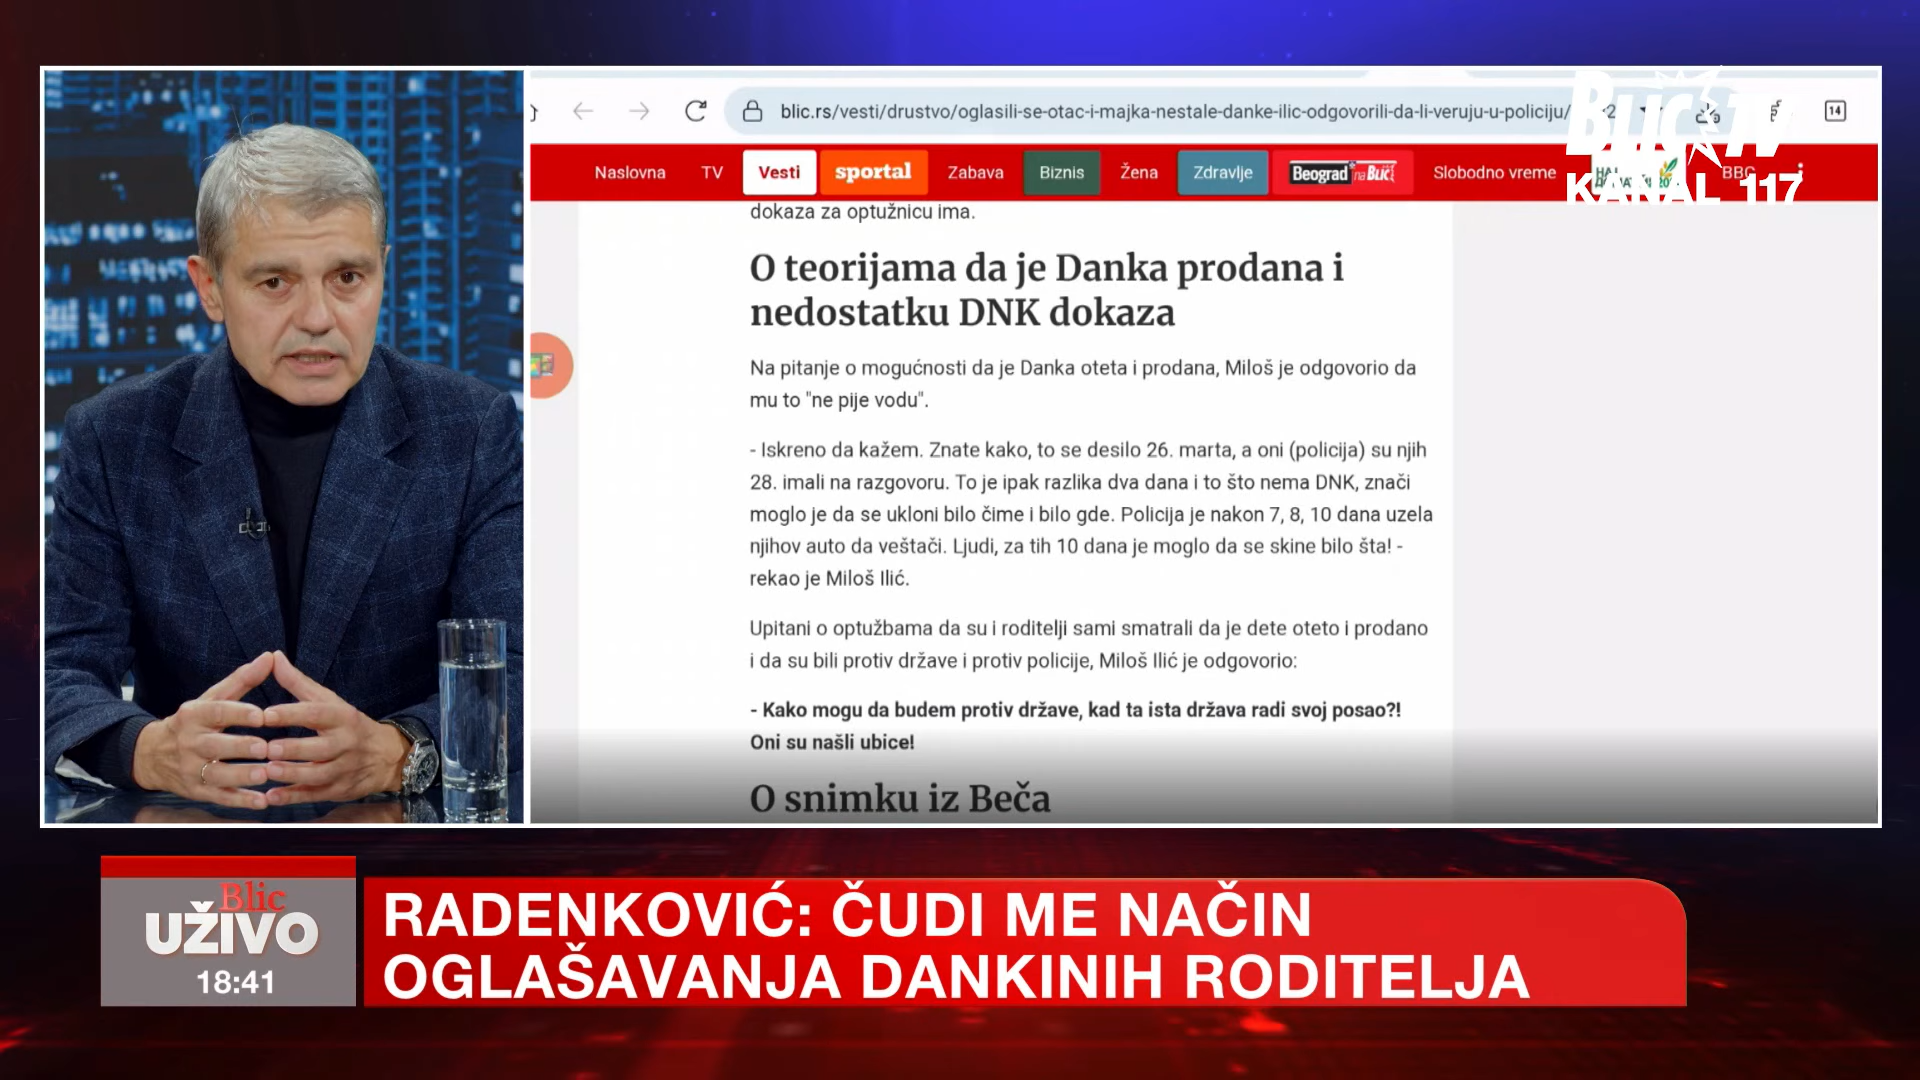 blic.rs/vesti/drustvo/oglasili-se-otac-i-majka-nestale-danke-ilic-odgovorili-da-li-veruju-u-policiju/
14
Blic TV
KANAL 117
Naslovna TV Vesti sportal Zabava Biznis Žena Zdravlje Beograd na Blic Slobodno vreme BBC
dokaza za optužnicu ima.
O teorijama da je Danka prodana i
nedostatku DNK dokaza
Na pitanje o mogućnosti da je Danka oteta i prodana, Miloš je odgovorio da
mu to "ne pije vodu".
- Iskreno da kažem. Znate kako, to se desilo 26. marta, a oni (policija) su njih
28. imali na razgovoru. To je ipak razlika dva dana i to što nema DNK, znači
moglo je da se ukloni bilo čime i bilo gde. Policija je nakon 7, 8, 10 dana uzela
njihov auto da veštači. Ljudi, za tih 10 dana je moglo da se skine bilo šta! -
rekao je Miloš Ilić.
Upitani o optužbama da su i roditelji sami smatrali da je dete oteto i prodano
i da su bili protiv države i protiv policije, Miloš Ilić je odgovorio:
- Kako mogu da budem protiv države, kad ta ista država radi svoj posao?!
Oni su našli ubice!
O snimku iz Beča
Blic
UŽIVO
18:41
RADENKOVIĆ: ČUDI ME NAČIN
OGLAŠAVANJA DANKINIH RODITELJA